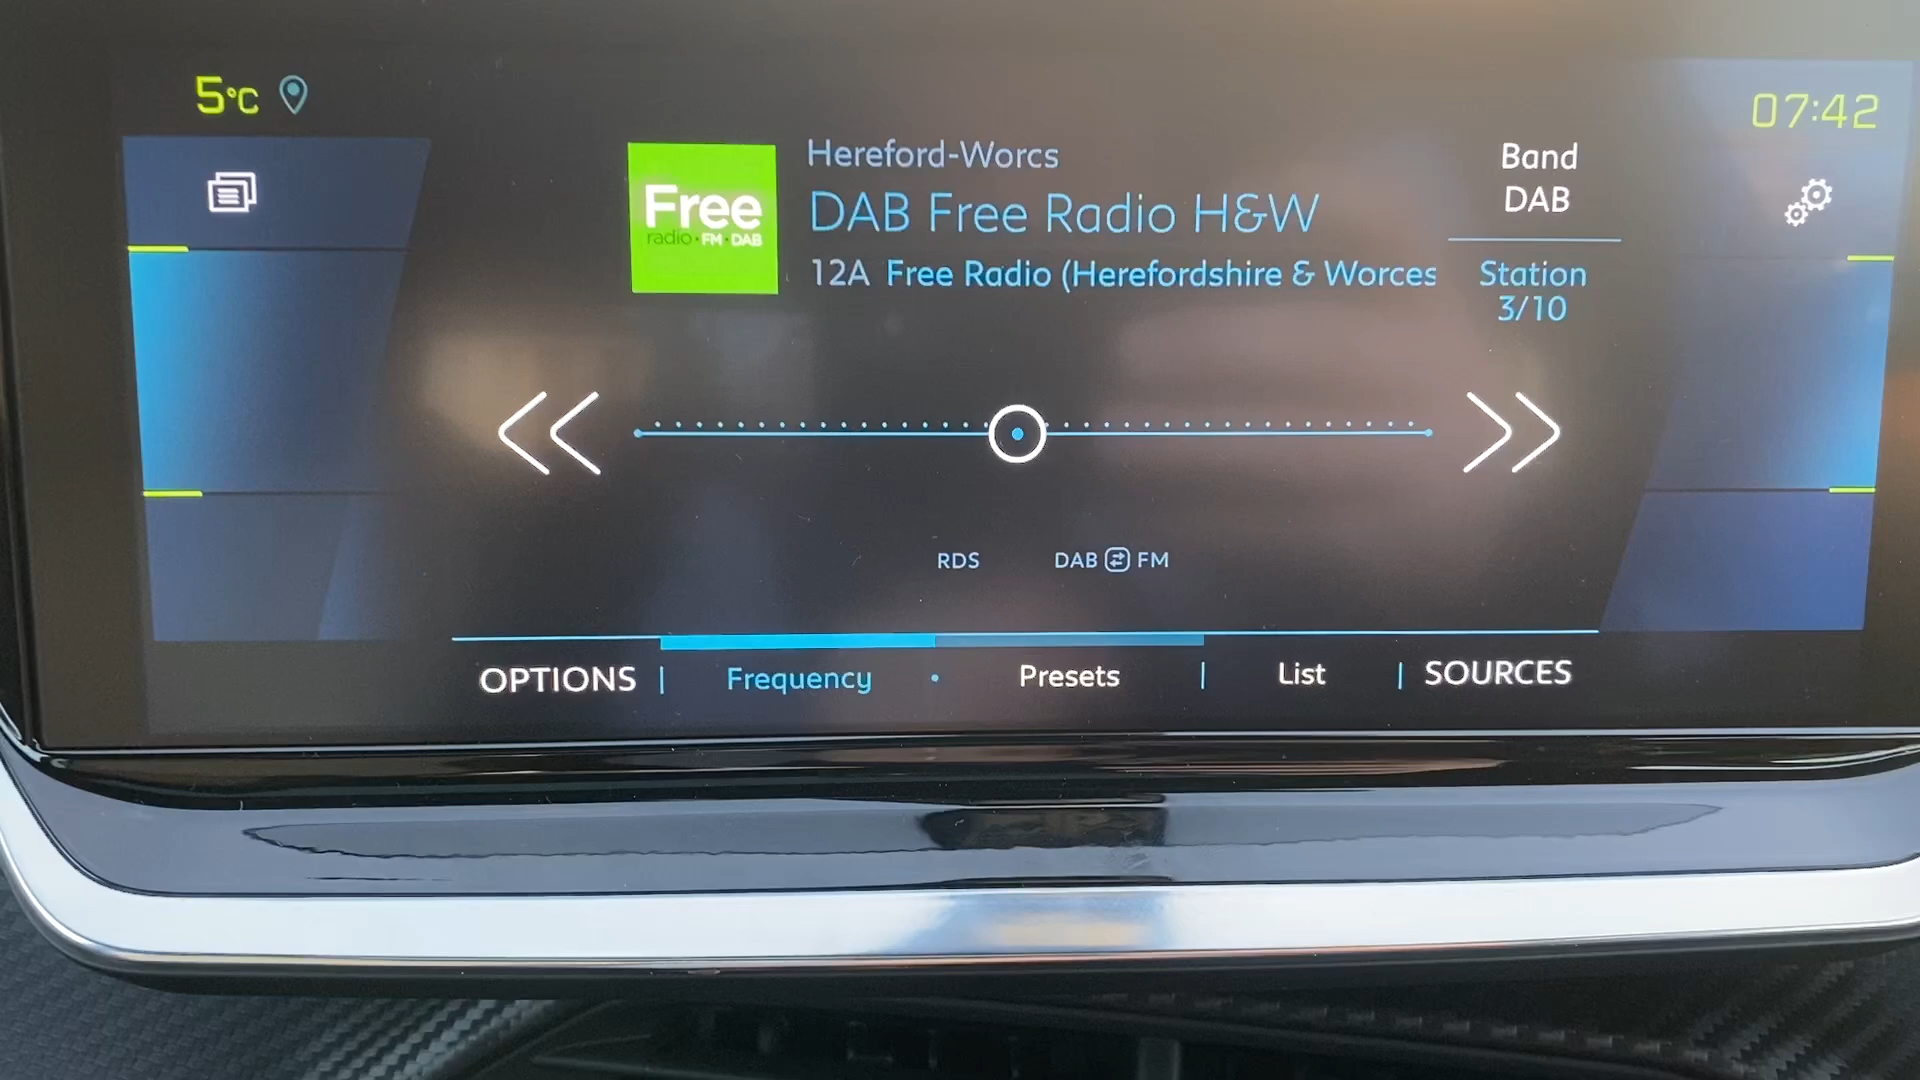 5°C
07:42
Free
radio • FM • DAB
Hereford-Worcs
DAB Free Radio H&W
12A Free Radio (Herefordshire & Worces
Band
DAB
Station
3/10
RDS
DAB FM
OPTIONS | Frequency • Presets | List | SOURCES